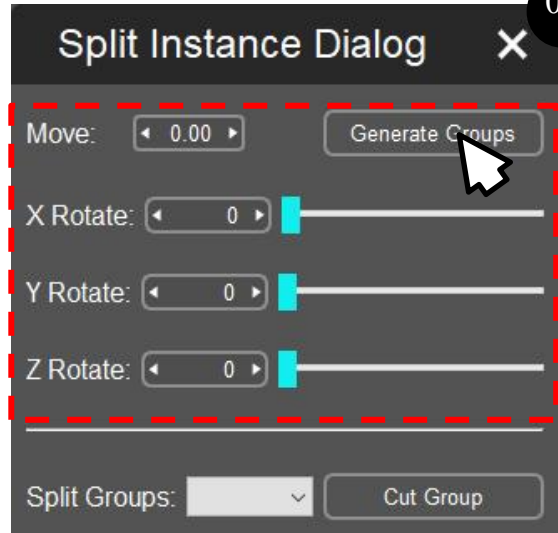 Split Instance Dialog
Move: 0.00 Generate Groups
X Rotate: 0
Y Rotate: 0
Z Rotate: 0
Split Groups: Cut Group